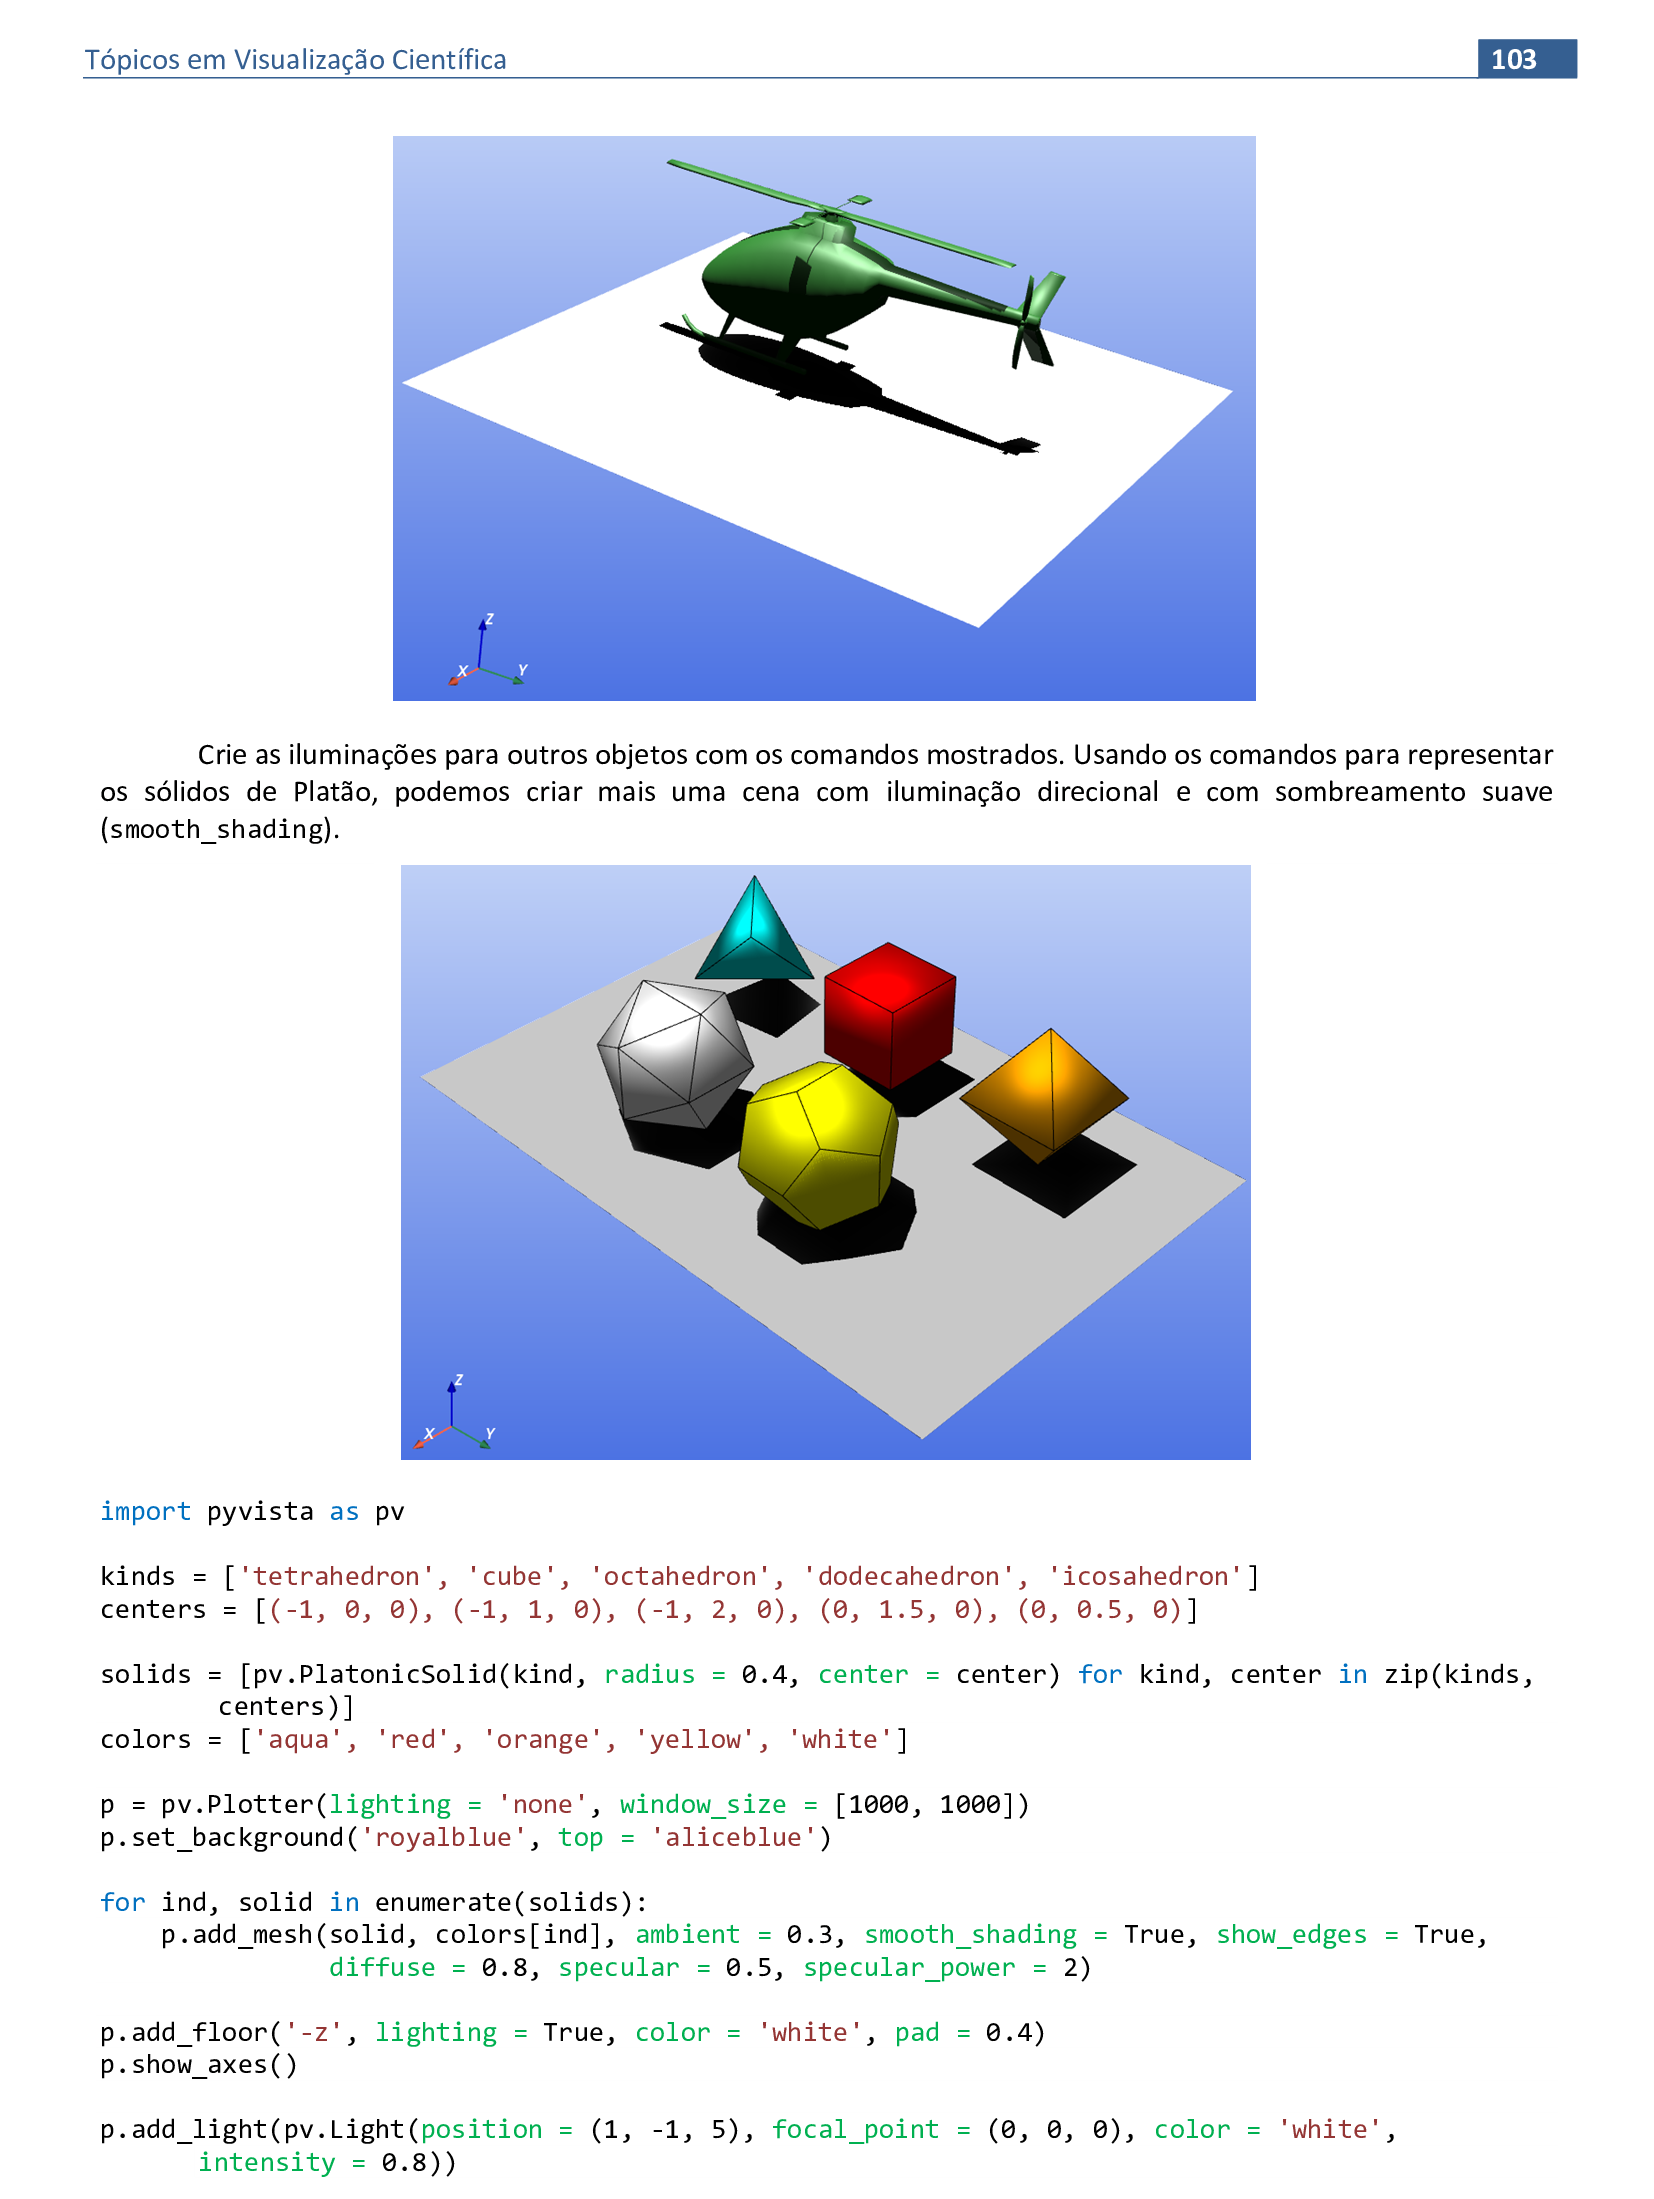 Tópicos em Visualização Científica
103
Z
X
Y
Crie as iluminações para outros objetos com os comandos mostrados. Usando os comandos para representar
os sólidos de Platão, podemos criar mais uma cena com iluminação direcional e com sombreamento suave
(smooth_shading).
Z
X
Y
import pyvista as pv
kinds = ['tetrahedron', 'cube', 'octahedron', 'dodecahedron', 'icosahedron']
centers = [(-1, 0, 0), (-1, 1, 0), (-1, 2, 0), (0, 1.5, 0), (0, 0.5, 0)]
solids = [pv.PlatonicSolid(kind, radius = 0.4, center = center) for kind, center in zip(kinds,
centers)]
colors = ['aqua', 'red', 'orange', 'yellow', 'white']
p = pv.Plotter(lighting = 'none', window_size = [1000, 1000])
p.set_background('royalblue', top = 'aliceblue')
for ind, solid in enumerate(solids):
p.add_mesh(solid, colors[ind], ambient = 0.3, smooth_shading = True, show_edges = True,
diffuse = 0.8, specular = 0.5, specular_power = 2)
p.add_floor('-z', lighting = True, color = 'white', pad = 0.4)
p.show_axes()
p.add_light(pv.Light(position = (1, -1, 5), focal_point = (0, 0, 0), color = 'white',
intensity = 0.8))